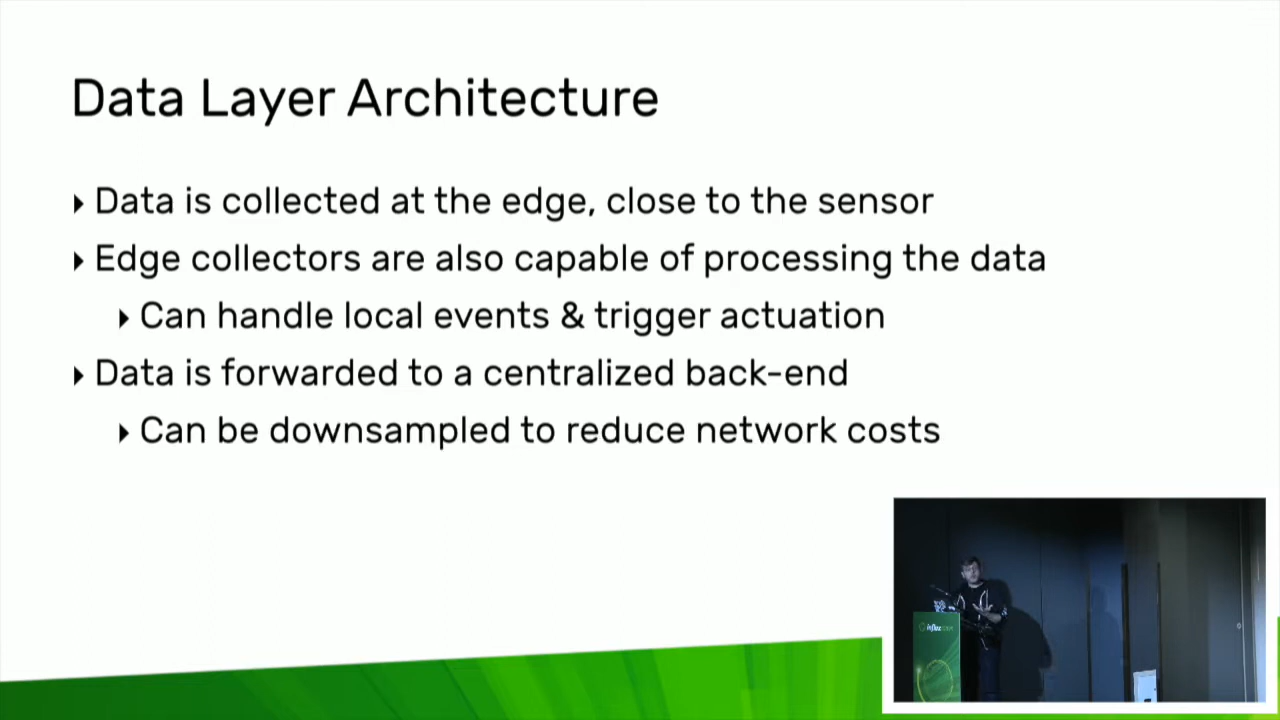 Data Layer Architecture
Data is collected at the edge, close to the sensor
Edge collectors are also capable of processing the data
Can handle local events & trigger actuation
Data is forwarded to a centralized back-end
Can be downsampled to reduce network costs